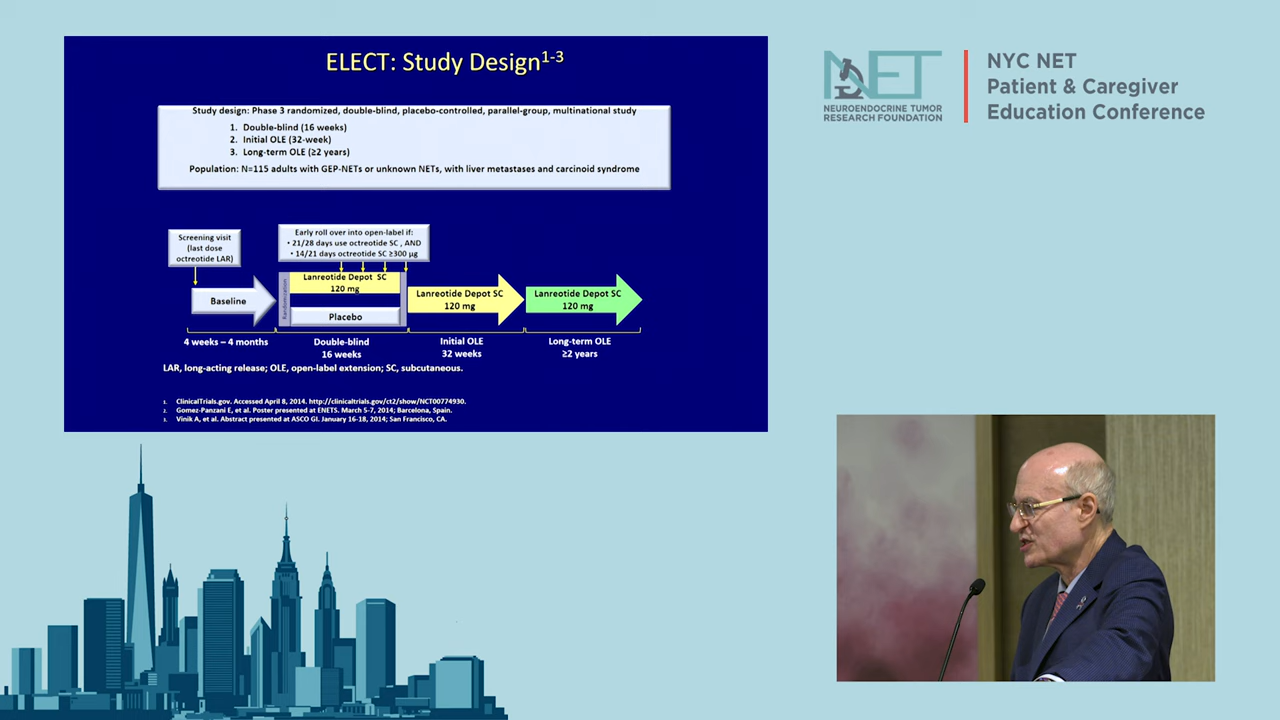 ELECT: Study Design1-3
Study design: Phase 3 randomized, double-blind, placebo-controlled, parallel-group, multinational study
1. Double-blind (16 weeks)
2. Initial OLE (32-week)
3. Long-term OLE (≥2 years)
Population: N=115 adults with GEP-NETs or unknown NETs, with liver metastases and carcinoid syndrome
Screening visit
(last dose
octreotide LAR)
Early roll over into open-label if:
• 21/28 days use octreotide SC , AND
• 14/21 days octreotide SC ≥300 µg
Baseline
Randomization
Lanreotide Depot SC
120 mg
Placebo
Lanreotide Depot SC
120 mg
Lanreotide Depot SC
120 mg
4 weeks – 4 months
Double-blind
16 weeks
Initial OLE
32 weeks
Long-term OLE
≥2 years
LAR, long-acting release; OLE, open-label extension; SC, subcutaneous.
1. ClinicalTrials.gov. Accessed April 8, 2014. http://clinicaltrials.gov/ct2/show/NCT00774930.
2. Gomez-Panzani E, et al. Poster presented at ENETS. March 5-7, 2014; Barcelona, Spain.
3. Vinik A, et al. Abstract presented at ASCO GI. January 16-18, 2014; San Francisco, CA.
NET
NEUROENDOCRINE TUMOR
RESEARCH FOUNDATION
NYC NET
Patient & Caregiver
Education Conference